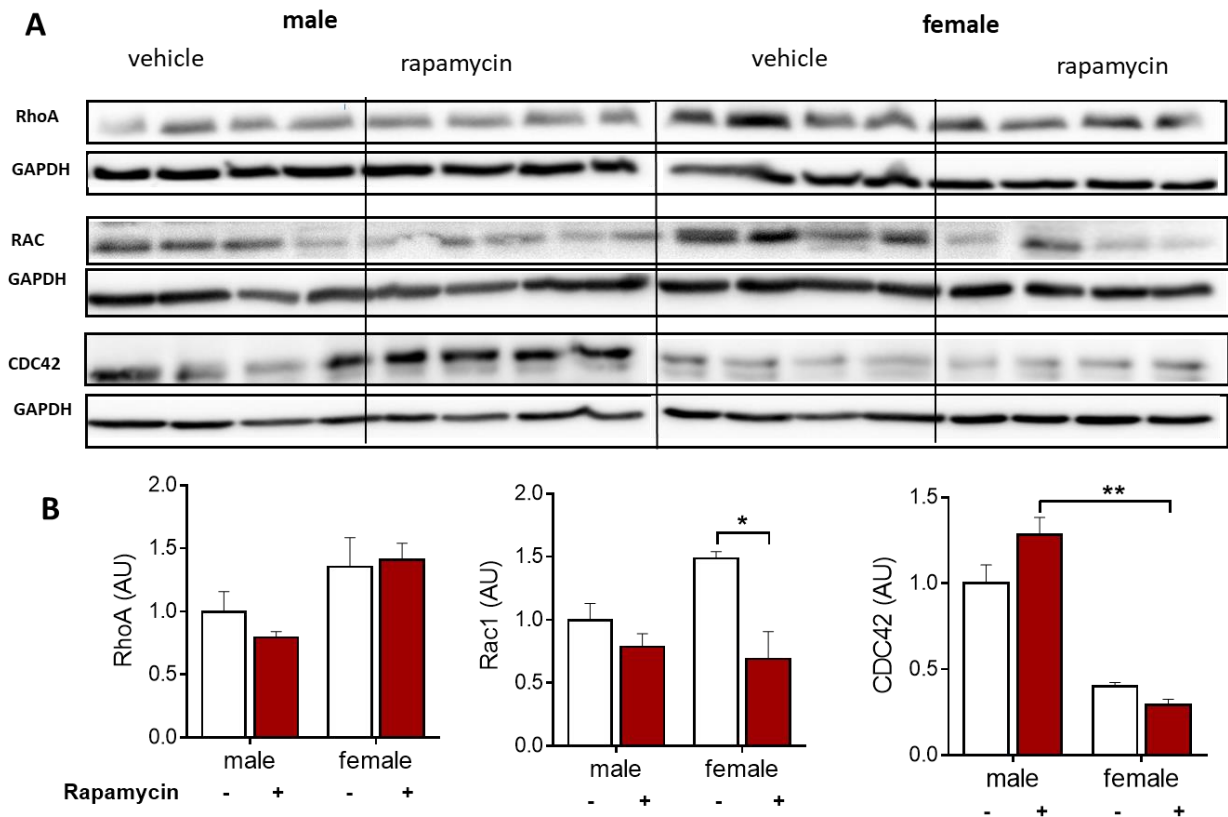 A
male
female
vehicle
rapamycin
vehicle
rapamycin
RhoA
GAPDH
RAC
GAPDH
CDC42
GAPDH
B
RhoA (AU)
2.0
1.5
1.0
0.5
0.0
male female
Rapamycin - + - +
Rac1 (AU)
2.0
1.5
1.0
0.5
0.0
*
male female
- + - +
CDC42 (AU)
1.5
1.0
0.5
0.0
**
male female
- + - +